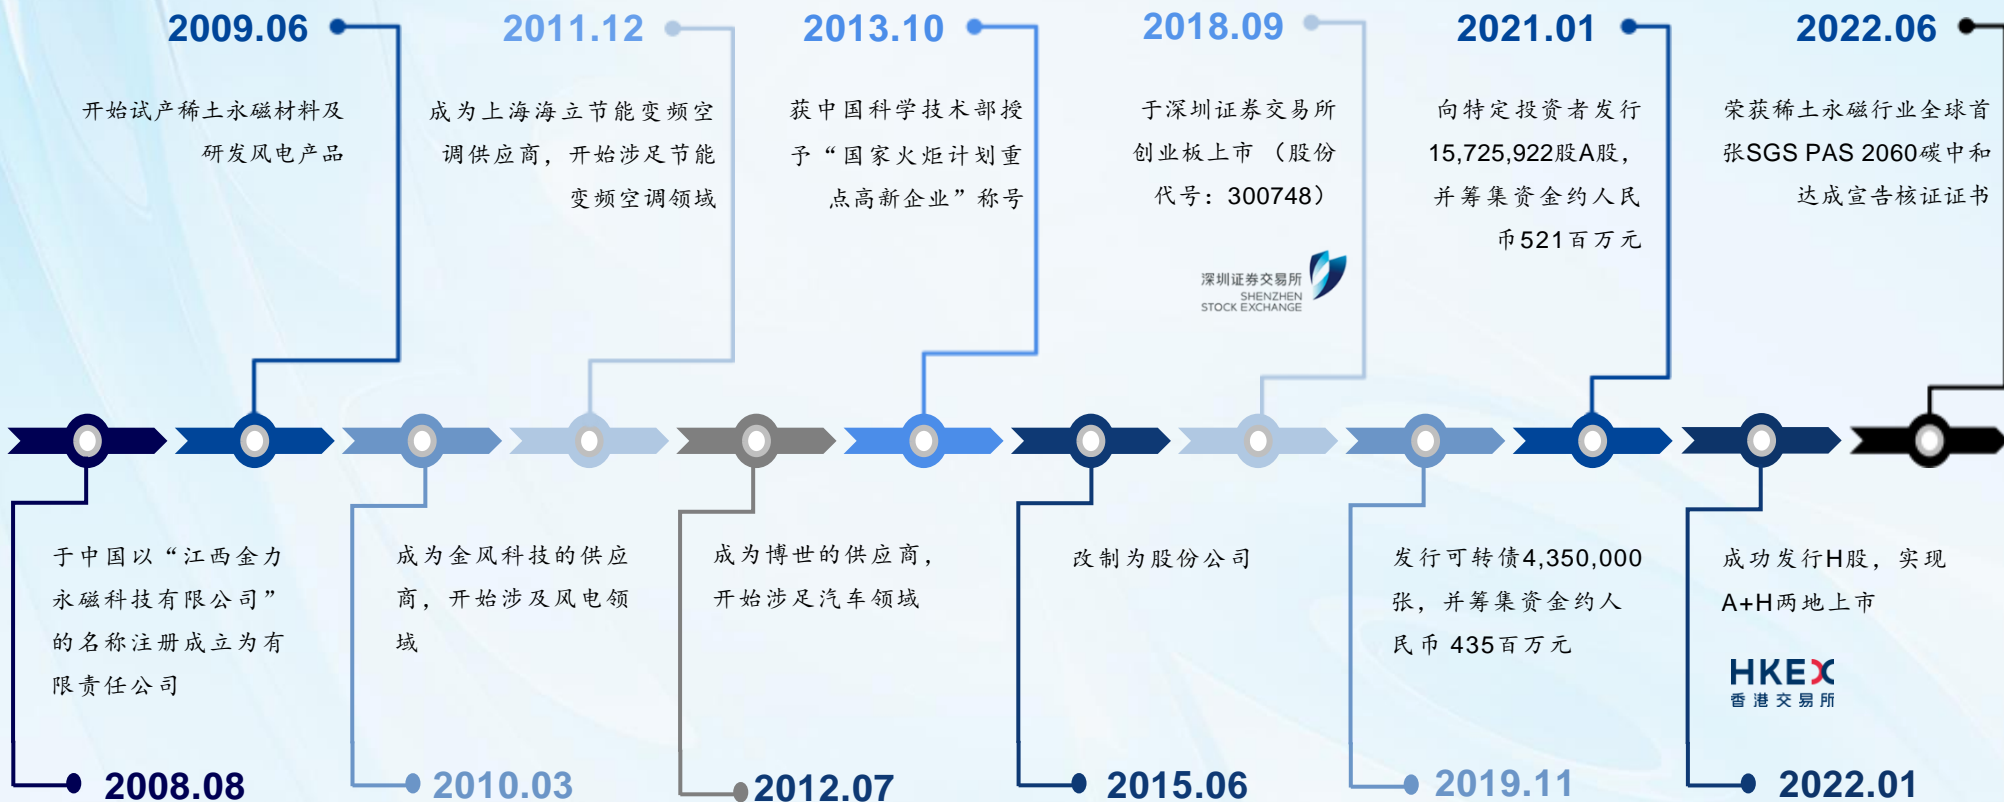 2009.06
开始试产稀土永磁材料及
研发风电产品
2011.12
成为上海海立节能变频空
调供应商，开始涉足节能
变频空调领域
2013.10
获中国科学技术部授
予“国家火炬计划重
点高新企业”称号
2018.09
于深圳证券交易所
创业板上市 （股份
代号：300748）
深圳证券交易所
SHENZHEN
STOCK EXCHANGE
2021.01
向特定投资者发行
15,725,922股A股，
并筹集资金约人民
币521百万元
2022.06
荣获稀土永磁行业全球首
张SGS PAS 2060碳中和
达成宣告核证证书
于中国以“江西金力
永磁科技有限公司”
的名称注册成立为有
限责任公司
2008.08
成为金风科技的供应
商，开始涉及风电领
域
2010.03
成为博世的供应商，
开始涉足汽车领域
2012.07
改制为股份公司
2015.06
发行可转债4,350,000
张，并筹集资金约人
民币 435百万元
2019.11
成功发行H股，实现
A+H两地上市
HKEX
香港交易所
2022.01